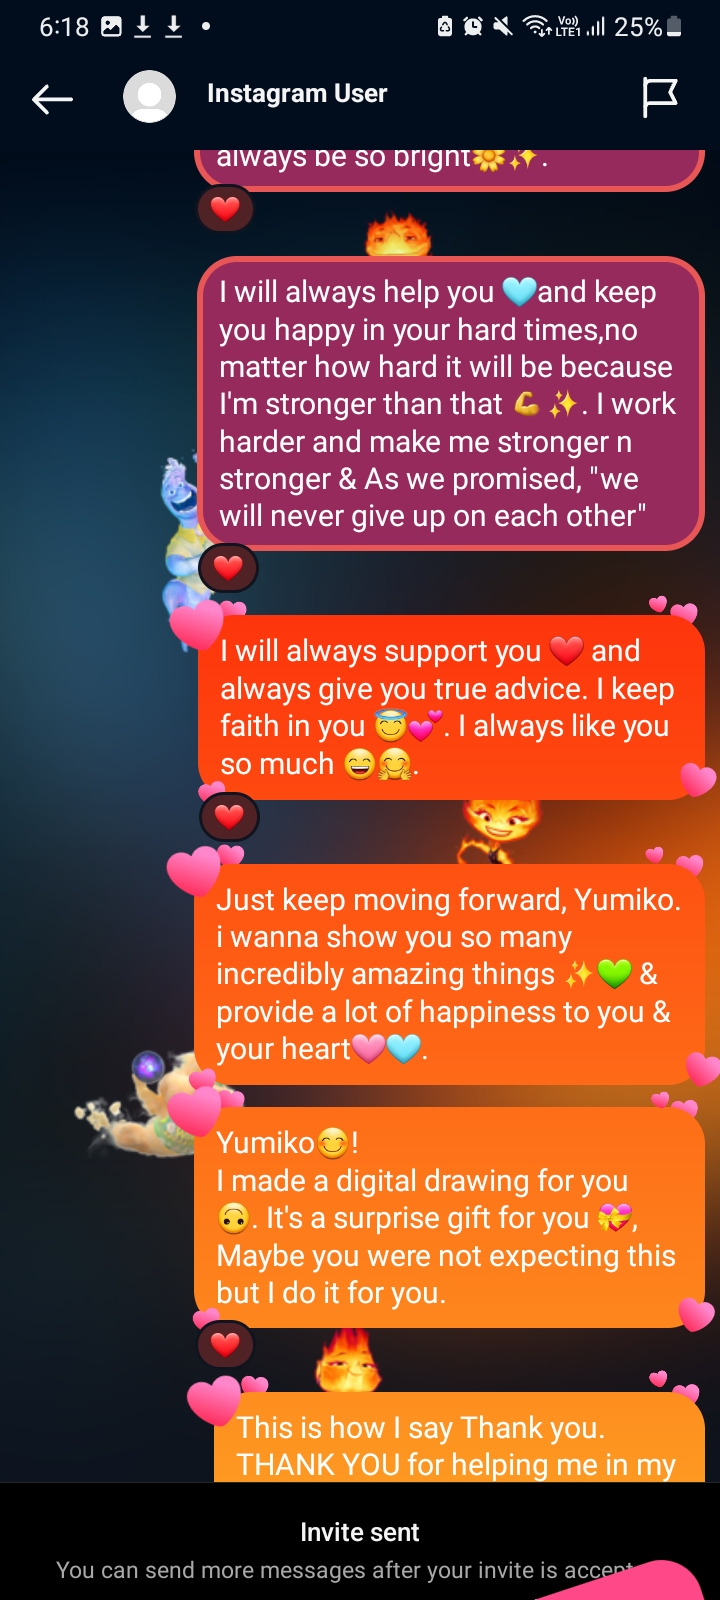 6:18
Vo)) LTE1 25%
Instagram User
always be so bright🌼✨.
I will always help you 🩵and keep
you happy in your hard times,no
matter how hard it will be because
I'm stronger than that 💪✨. I work
harder and make me stronger n
stronger & As we promised, "we
will never give up on each other"
I will always support you ❤️ and
always give you true advice. I keep
faith in you 😇💕. I always like you
so much 😄🤗.
Just keep moving forward, Yumiko.
i wanna show you so many
incredibly amazing things ✨💚 &
provide a lot of happiness to you &
your heart🩷🩵.
Yumiko😊!
I made a digital drawing for you
🙃. It's a surprise gift for you 💝,
Maybe you were not expecting this
but I do it for you.
This is how I say Thank you.
THANK YOU for helping me in my
Invite sent
You can send more messages after your invite is accept